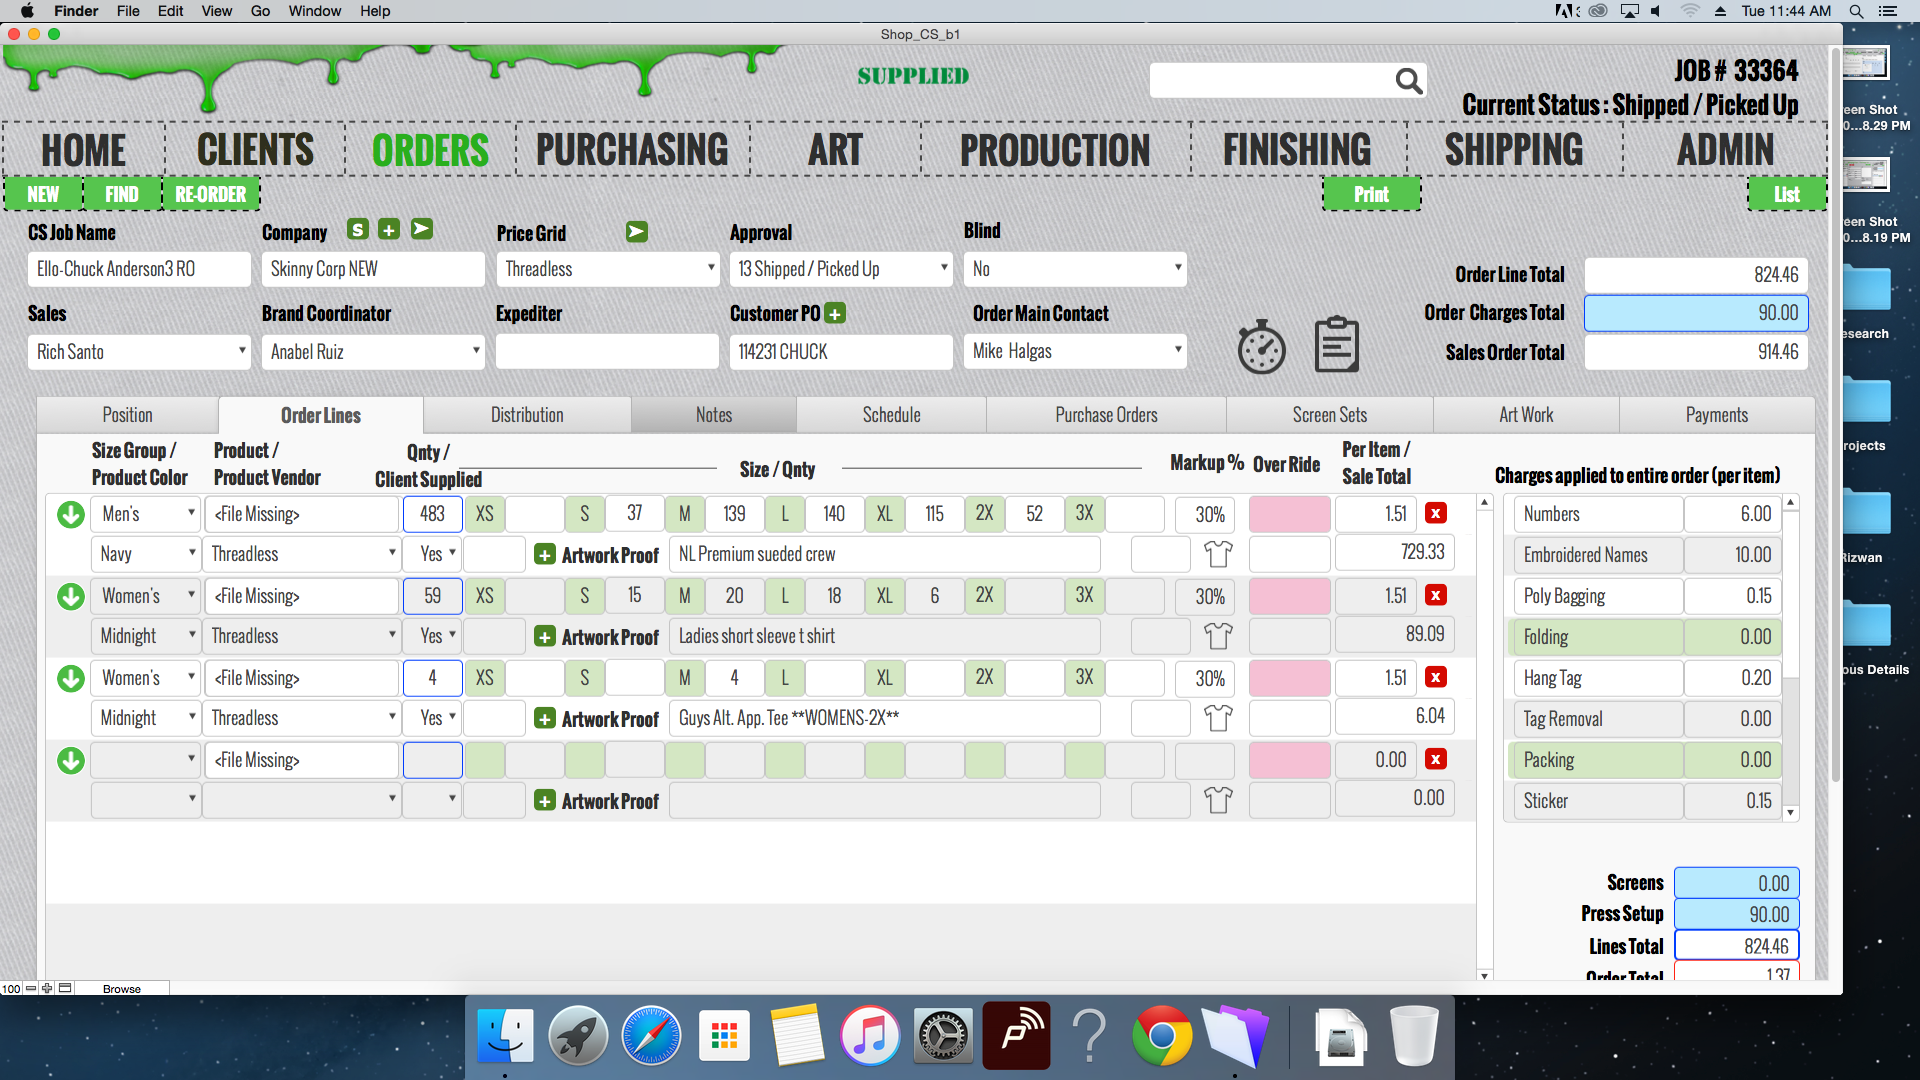 Finder File Edit View Go Window Help
3 Tue 11:44 AM
Shop_CS_b1
SUPPLIED
JOB # 33364
Current Status : Shipped / Picked Up
HOME CLIENTS ORDERS PURCHASING ART PRODUCTION FINISHING SHIPPING ADMIN
NEW FIND RE-ORDER Print List
CS Job Name Company S + Price Grid Approval Blind
Ello-Chuck Anderson3 RO Skinny Corp NEW Threadless 13 Shipped / Picked Up No
Order Line Total 824.46
Order Charges Total 90.00
Sales Order Total 914.46
Sales Brand Coordinator Expediter Customer PO + Order Main Contact
Rich Santo Anabel Ruiz 114231 CHUCK Mike Halgas
Position Order Lines Distribution Notes Schedule Purchase Orders Screen Sets Art Work Payments
Size Group / Product / Qnty / Per Item /
Product Color Product Vendor Client Supplied Size / Qnty Markup % Over Ride Sale Total
Men's <File Missing> 483 XS S 37 M 139 L 140 XL 115 2X 52 3X 30% 1.51 x
Navy Threadless Yes + Artwork Proof NL Premium sueded crew 729.33
Women's <File Missing> 59 XS S 15 M 20 L 18 XL 6 2X 3X 30% 1.51 x
Midnight Threadless Yes + Artwork Proof Ladies short sleeve t shirt 89.09
Women's <File Missing> 4 XS S M 4 L XL 2X 3X 30% 1.51 x
Midnight Threadless Yes + Artwork Proof Guys Alt. App. Tee **WOMENS-2X** 6.04
<File Missing> 0.00 x
+ Artwork Proof 0.00
Charges applied to entire order (per item)
Numbers 6.00
Embroidered Names 10.00
Poly Bagging 0.15
Folding 0.00
Hang Tag 0.20
Tag Removal 0.00
Packing 0.00
Sticker 0.15
Screens 0.00
Press Setup 90.00
Lines Total 824.46
Order Total 1.37
100 Browse
een Shot
0...8.29 PM
een Shot
0...8.19 PM
esearch
rojects
Rizwan
ous Details